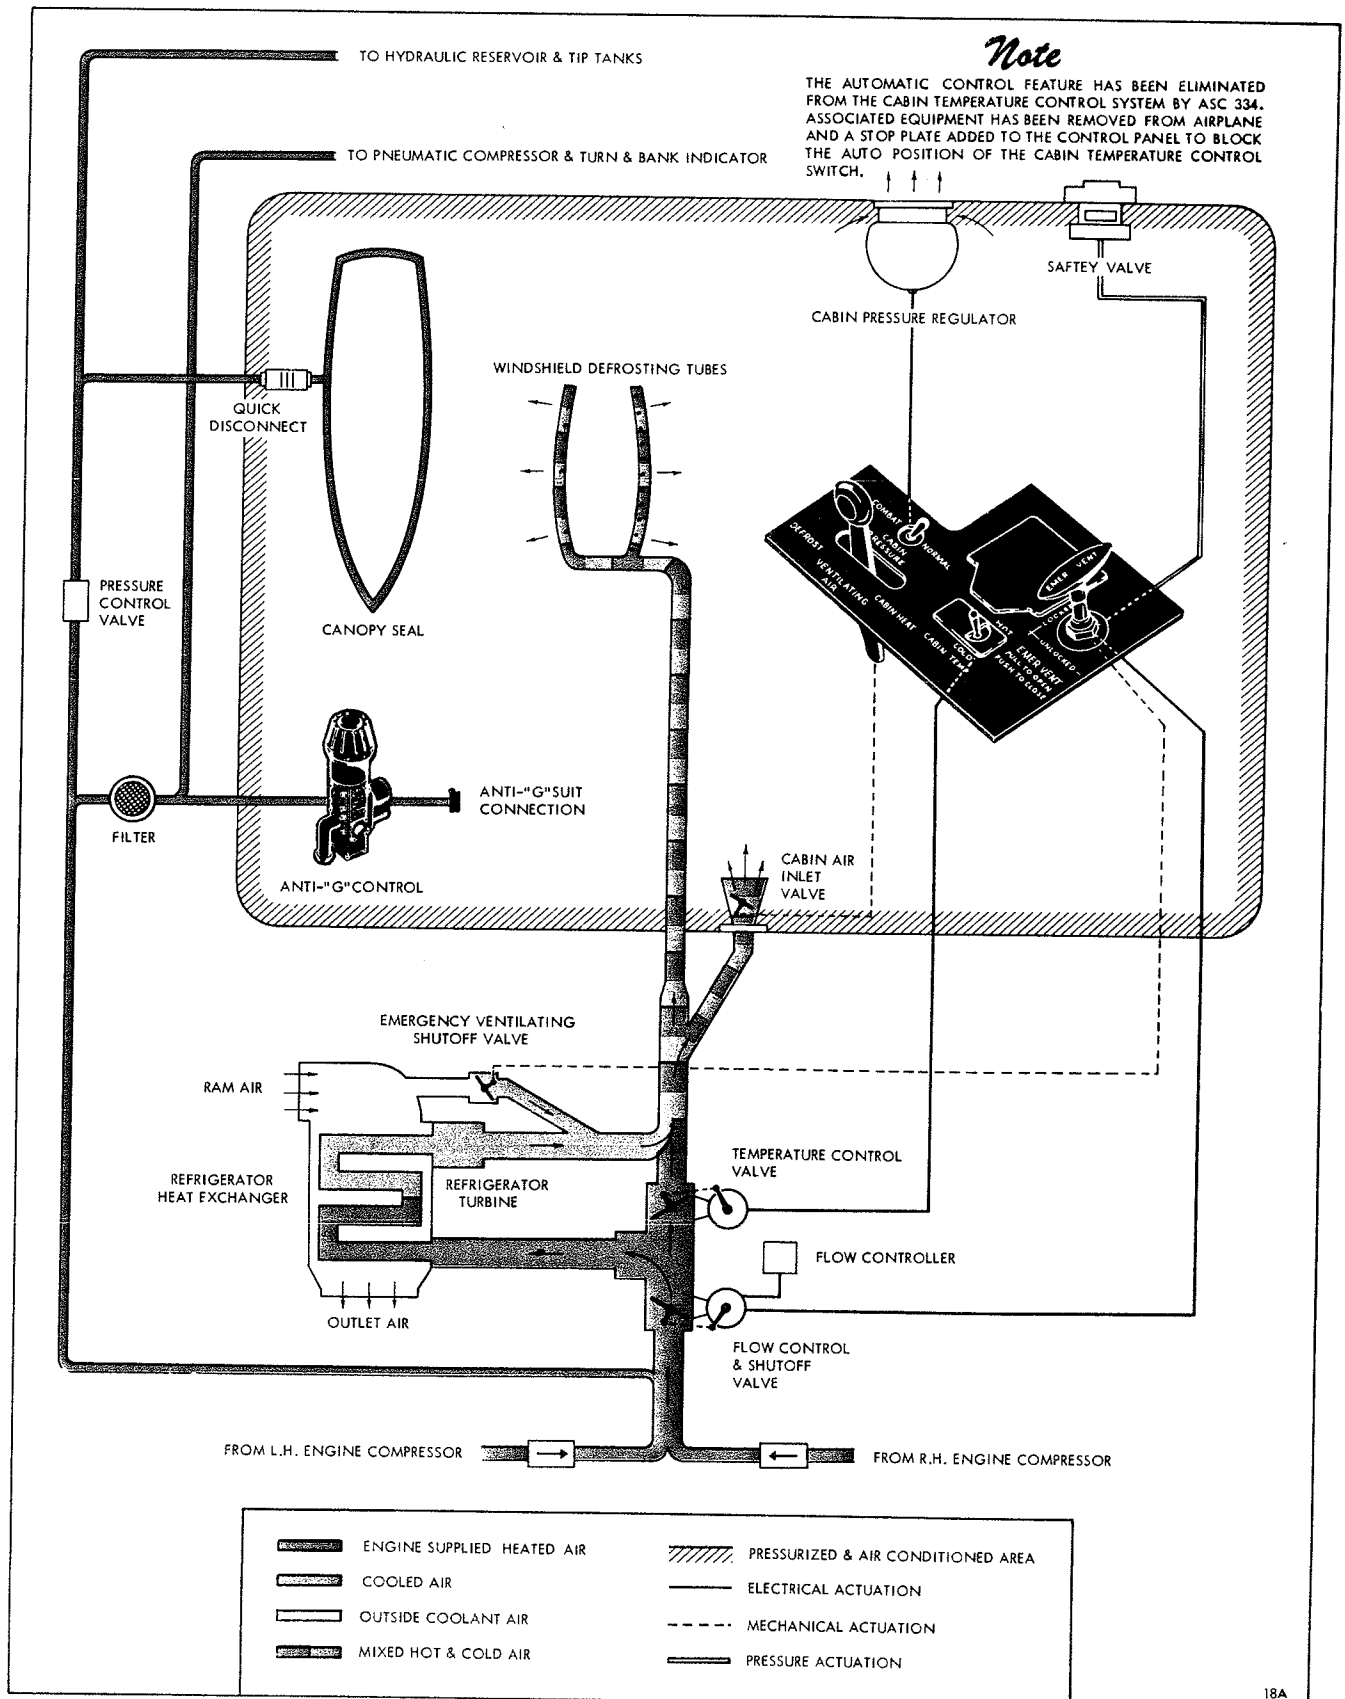 Note
THE AUTOMATIC CONTROL FEATURE HAS BEEN ELIMINATED
FROM THE CABIN TEMPERATURE CONTROL SYSTEM BY ASC 334.
ASSOCIATED EQUIPMENT HAS BEEN REMOVED FROM AIRPLANE
AND A STOP PLATE ADDED TO THE CONTROL PANEL TO BLOCK
THE AUTO POSITION OF THE CABIN TEMPERATURE CONTROL
SWITCH.
TO HYDRAULIC RESERVOIR & TIP TANKS
TO PNEUMATIC COMPRESSOR & TURN & BANK INDICATOR
SAFTEY VALVE
CABIN PRESSURE REGULATOR
WINDSHIELD DEFROSTING TUBES
QUICK
DISCONNECT
PRESSURE
CONTROL
VALVE
CANOPY SEAL
DEFROST
VENTILATING
AIR
CABIN HEAT
COMBAT
CABIN
PRESSURE
NORMAL
HOT
COLD
CABIN TEMP
EMER VENT
LOCKED
UNLOCKED
EMER VENT
PULL TO OPEN
PUSH TO CLOSE
ANTI-"G" SUIT
CONNECTION
FILTER
ANTI-"G" CONTROL
CABIN AIR
INLET
VALVE
EMERGENCY VENTILATING
SHUTOFF VALVE
RAM AIR
REFRIGERATOR
HEAT EXCHANGER
REFRIGERATOR
TURBINE
TEMPERATURE CONTROL
VALVE
FLOW CONTROLLER
OUTLET AIR
FLOW CONTROL
& SHUTOFF
VALVE
FROM L.H. ENGINE COMPRESSOR
FROM R.H. ENGINE COMPRESSOR
ENGINE SUPPLIED HEATED AIR
COOLED AIR
OUTSIDE COOLANT AIR
MIXED HOT & COLD AIR
PRESSURIZED & AIR CONDITIONED AREA
ELECTRICAL ACTUATION
MECHANICAL ACTUATION
PRESSURE ACTUATION
18A